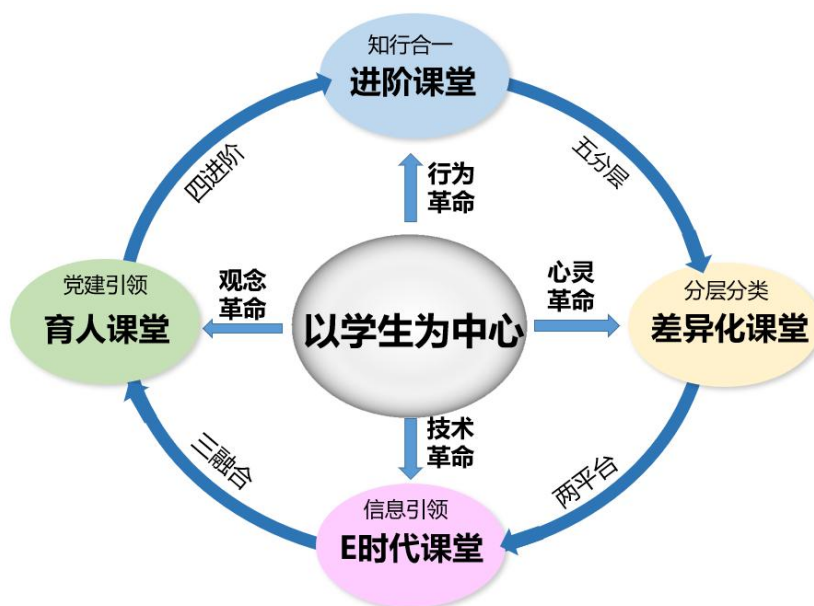 知行合一
进阶课堂
四进阶
五分层
行为
革命
党建引领
育人课堂
观念
革命
以学生为中心
心灵
革命
分层分类
差异化课堂
技术
革命
三融合
两平台
信息引领
E时代课堂